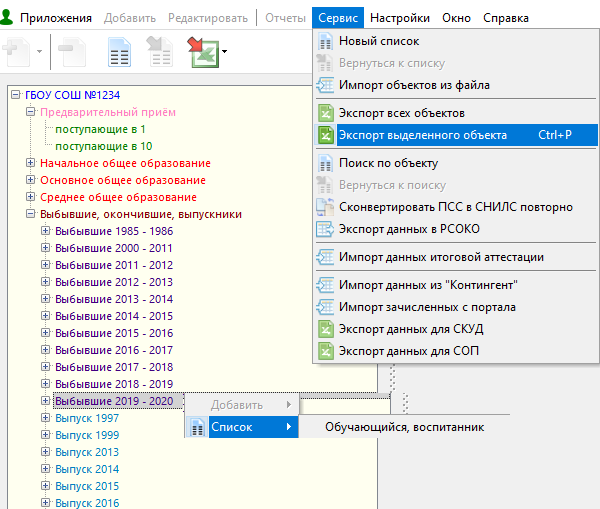 Приложения Добавить Редактировать Отчеты Сервис Настройки Окно Справка
Новый список
Вернуться к списку
Импорт объектов из файла
Экспорт всех объектов
Экспорт выделенного объекта Ctrl+P
Поиск по объекту
Вернуться к поиску
Сконвертировать ПСС в СНИЛС повторно
Экспорт данных в РСОКО
Импорт данных итоговой аттестации
Импорт данных из "Контингент"
Импорт зачисленных с портала
Экспорт данных для СКУД
Экспорт данных для СОП
ГБОУ СОШ №1234
Предварительный приём
поступающие в 1
поступающие в 10
Начальное общее образование
Основное общее образование
Среднее общее образование
Выбывшие, окончившие, выпускники
Выбывшие 1985 - 1986
Выбывшие 2000 - 2011
Выбывшие 2011 - 2012
Выбывшие 2012 - 2013
Выбывшие 2013 - 2014
Выбывшие 2014 - 2015
Выбывшие 2015 - 2016
Выбывшие 2016 - 2017
Выбывшие 2017 - 2018
Выбывшие 2018 - 2019
Выбывшие 2019 - 2020
Добавить
Список
Обучающийся, воспитанник
Выпуск 1997
Выпуск 1999
Выпуск 2013
Выпуск 2014
Выпуск 2015
Выпуск 2016